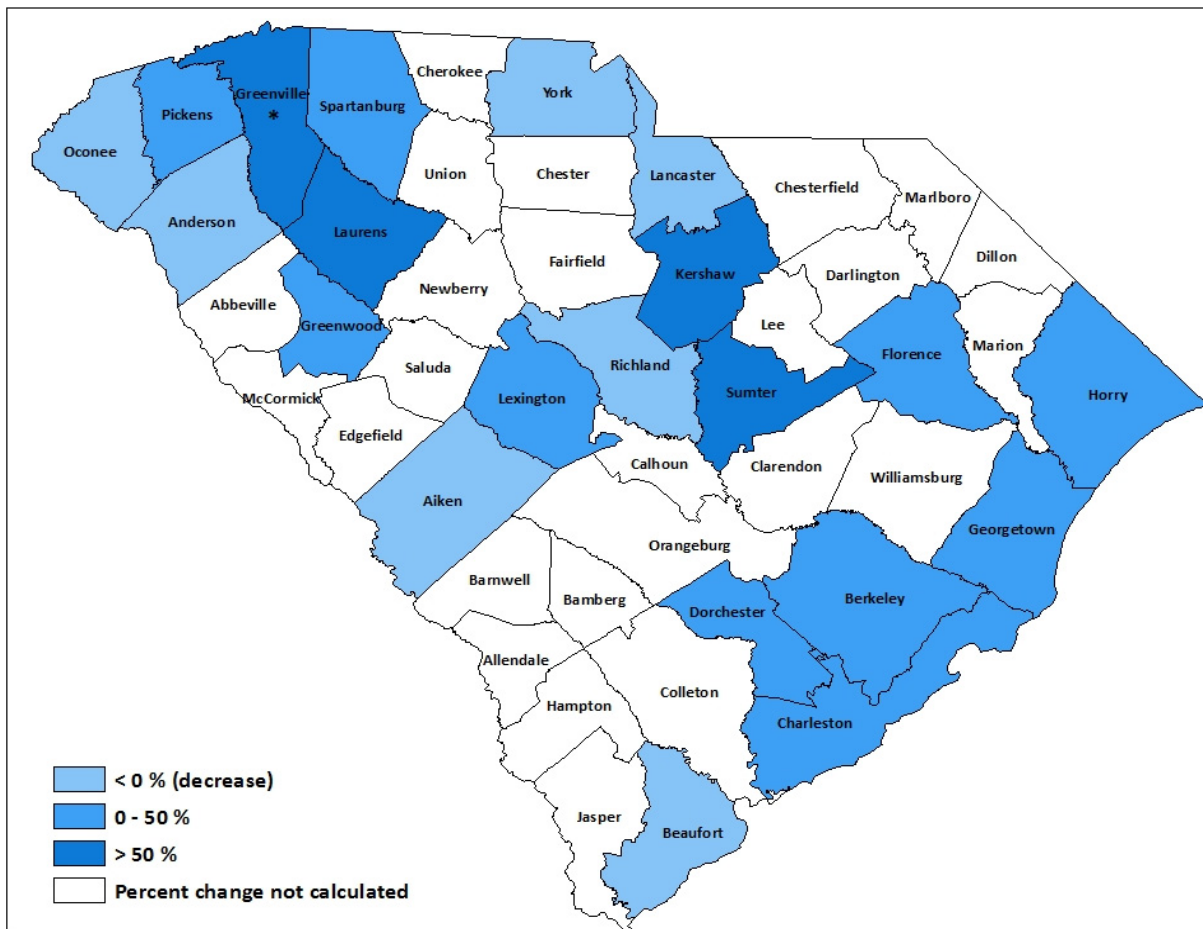 Cherokee
Greenville
*
York
Pickens
Spartanburg
Oconee
Union
Chester
Lancaster
Chesterfield
Marlboro
Anderson
Laurens
Fairfield
Kershaw
Darlington
Dillon
Newberry
Abbeville
Greenwood
Lee
Marion
Florence
Saluda
Richland
McCormick
Lexington
Sumter
Horry
Edgefield
Calhoun
Clarendon
Williamsburg
Aiken
Georgetown
Orangeburg
Barnwell
Bamberg
Dorchester
Berkeley
Allendale
Colleton
Hampton
Charleston
Jasper
Beaufort
< 0 % (decrease)
0 - 50 %
> 50 %
Percent change not calculated